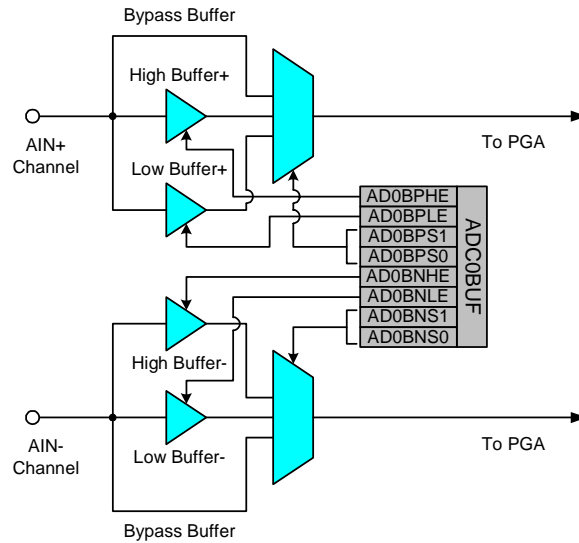 Bypass Buffer
High Buffer+
AIN+
Channel
Low Buffer+
To PGA
AD0BPHE
AD0BPLE
AD0BPS1
AD0BPS0
AD0BNHE
AD0BNLE
AD0BNS1
AD0BNS0
ADC0BUF
High Buffer-
AIN-
Channel
Low Buffer-
To PGA
Bypass Buffer